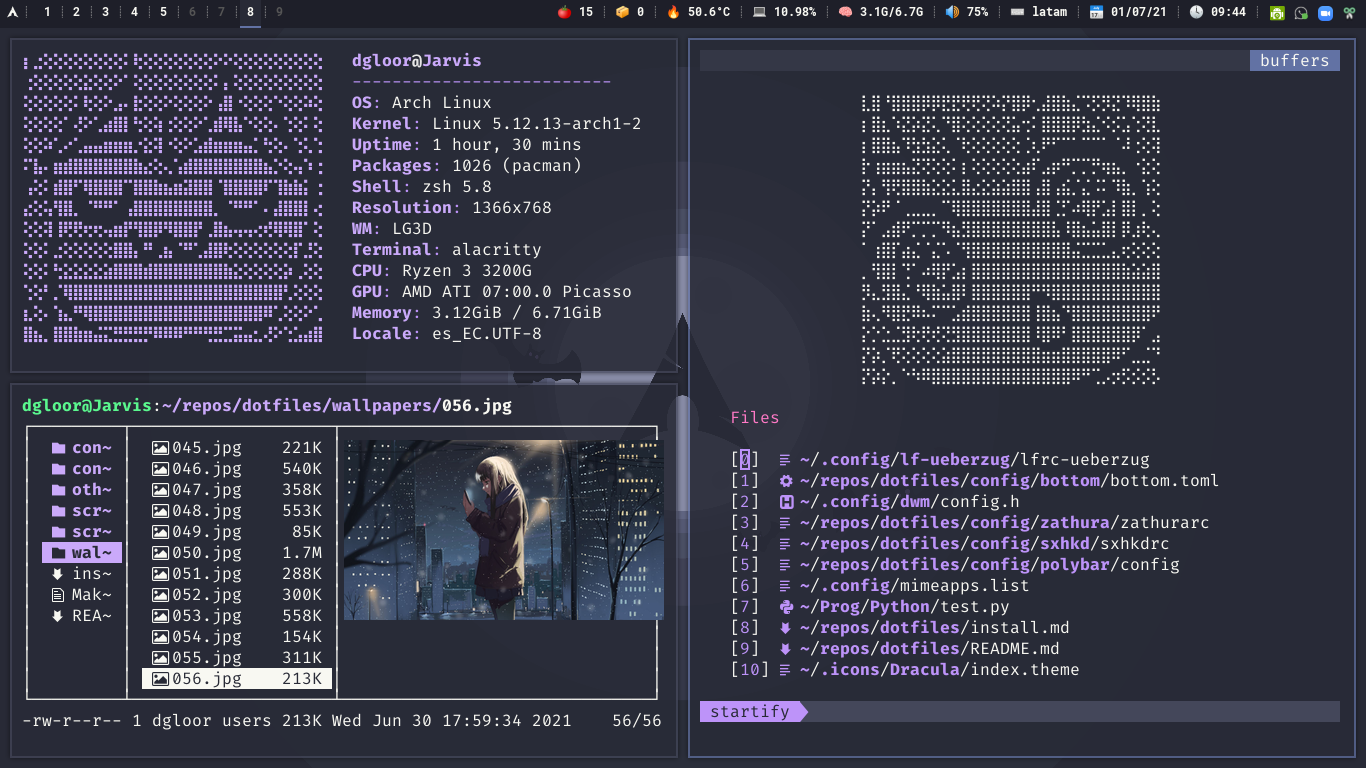 1 2 3 4 5 6 7 8 9 15 0 50.6°C 10.98% 3.1G/6.7G 75% latam 01/07/21 09:44
dgloor@Jarvis
--------------------------
OS: Arch Linux
Kernel: Linux 5.12.13-arch1-2
Uptime: 1 hour, 30 mins
Packages: 1026 (pacman)
Shell: zsh 5.8
Resolution: 1366x768
WM: LG3D
Terminal: alacritty
CPU: Ryzen 3 3200G
GPU: AMD ATI 07:00.0 Picasso
Memory: 3.12GiB / 6.71GiB
Locale: es_EC.UTF-8
dgloor@Jarvis:~/repos/dotfiles/wallpapers/056.jpg
con~ 045.jpg 221K
con~ 046.jpg 540K
oth~ 047.jpg 358K
scr~ 048.jpg 553K
scr~ 049.jpg 85K
wal~ 050.jpg 1.7M
ins~ 051.jpg 288K
Mak~ 052.jpg 300K
REA~ 053.jpg 558K
054.jpg 154K
055.jpg 311K
056.jpg 213K
-rw-r--r-- 1 dgloor users 213K Wed Jun 30 17:59:34 2021 56/56
buffers
Files
[0] ~/.config/lf-ueberzug/lfrc-ueberzug
[1] ~/repos/dotfiles/config/bottom/bottom.toml
[2] ~/.config/dwm/config.h
[3] ~/repos/dotfiles/config/zathura/zathurarc
[4] ~/repos/dotfiles/config/sxhkd/sxhkdrc
[5] ~/repos/dotfiles/config/polybar/config
[6] ~/.config/mimeapps.list
[7] ~/Prog/Python/test.py
[8] ~/repos/dotfiles/install.md
[9] ~/repos/dotfiles/README.md
[10] ~/.icons/Dracula/index.theme
startify